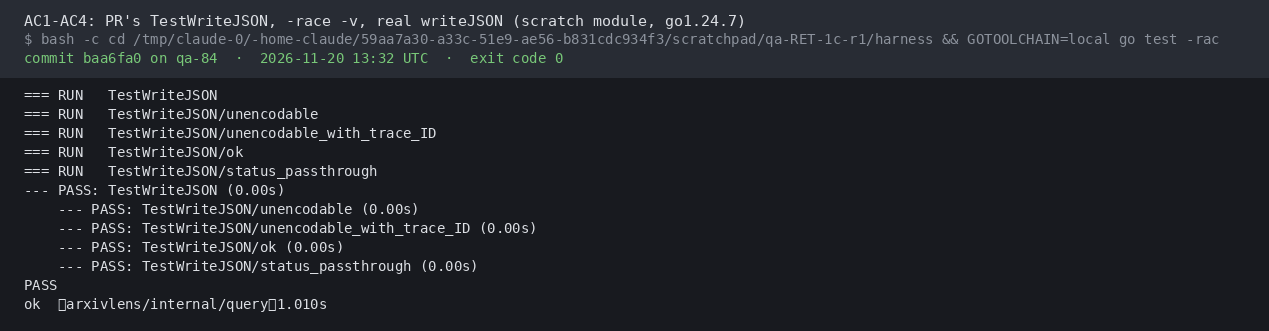 AC1-AC4: PR's TestWriteJSON, -race -v, real writeJSON (scratch module, go1.24.7)
$ bash -c cd /tmp/claude-0/-home-claude/59aa7a30-a33c-51e9-ae56-b831cdc934f3/scratchpad/qa-RET-1c-r1/harness && GOTOOLCHAIN=local go test -rac
commit baa6fa0 on qa-84 · 2026-11-20 13:32 UTC · exit code 0
=== RUN   TestWriteJSON
=== RUN   TestWriteJSON/unencodable
=== RUN   TestWriteJSON/unencodable_with_trace_ID
=== RUN   TestWriteJSON/ok
=== RUN   TestWriteJSON/status_passthrough
--- PASS: TestWriteJSON (0.00s)
    --- PASS: TestWriteJSON/unencodable (0.00s)
    --- PASS: TestWriteJSON/unencodable_with_trace_ID (0.00s)
    --- PASS: TestWriteJSON/ok (0.00s)
    --- PASS: TestWriteJSON/status_passthrough (0.00s)
PASS
ok  □arxivlens/internal/query□1.010s